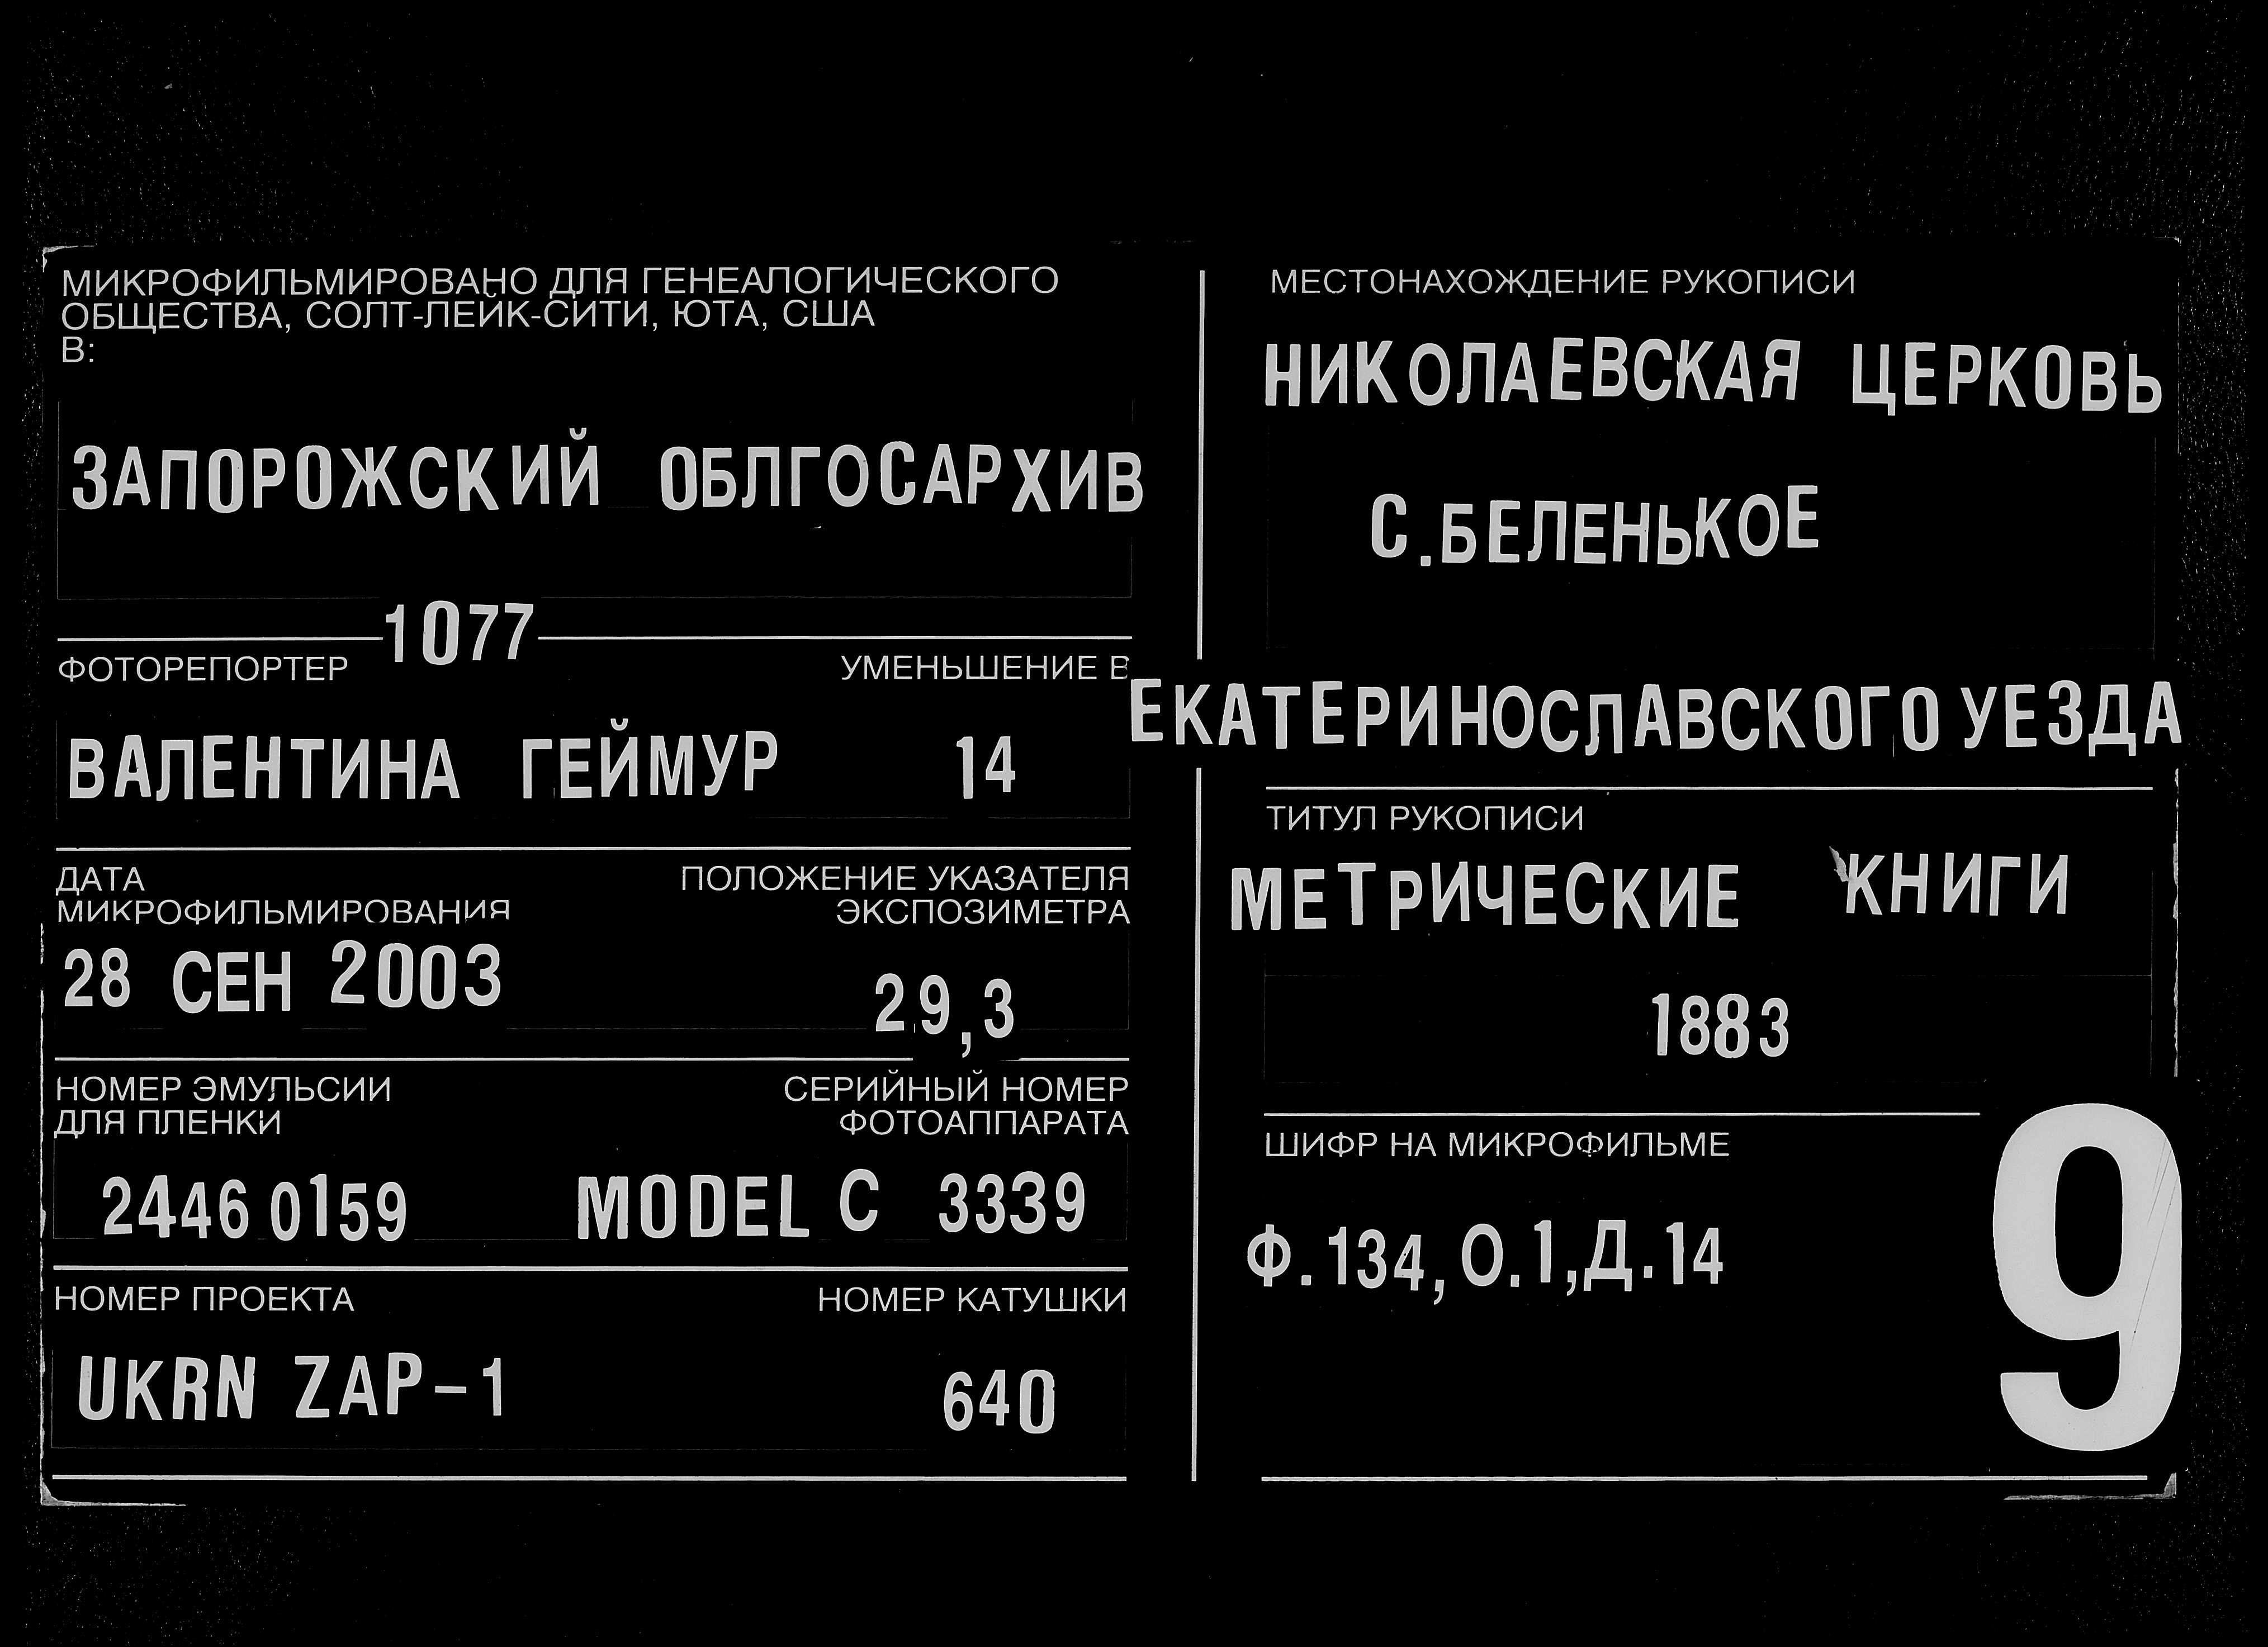 МИКРОФИЛЬМИРОВАНО ДЛЯ ГЕНЕАЛОГИЧЕСКОГО
ОБЩЕСТВА, СОЛТ-ЛЕЙК-СИТИ, ЮТА, США
В:
ЗАПОРОЖСКИЙ ОБЛГОСАРХИВ
1077
ФОТОРЕПОРТЕР УМЕНЬШЕНИЕ В
ВАЛЕНТИНА ГЕЙМУР 14
ДАТА
МИКРОФИЛЬМИРОВАНИЯ
ПОЛОЖЕНИЕ УКАЗАТЕЛЯ
ЭКСПОЗИМЕТРА
28 СЕН 2003 29,3
НОМЕР ЭМУЛЬСИИ
ДЛЯ ПЛЕНКИ
СЕРИЙНЫЙ НОМЕР
ФОТОАППАРАТА
2446 0159 MODEL C 3339
НОМЕР ПРОЕКТА НОМЕР КАТУШКИ
UKRN ZAP-1 640
МЕСТОНАХОЖДЕНИЕ РУКОПИСИ
НИКОЛАЕВСКАЯ ЦЕРКОВЬ
С.БЕЛЕНЬКОЕ
ЕКАТЕРИНОСЛАВСКОГО УЕЗДА
ТИТУЛ РУКОПИСИ
МЕТРИЧЕСКИЕ КНИГИ
1883
ШИФР НА МИКРОФИЛЬМЕ
Ф.134,О.1,Д.14
9